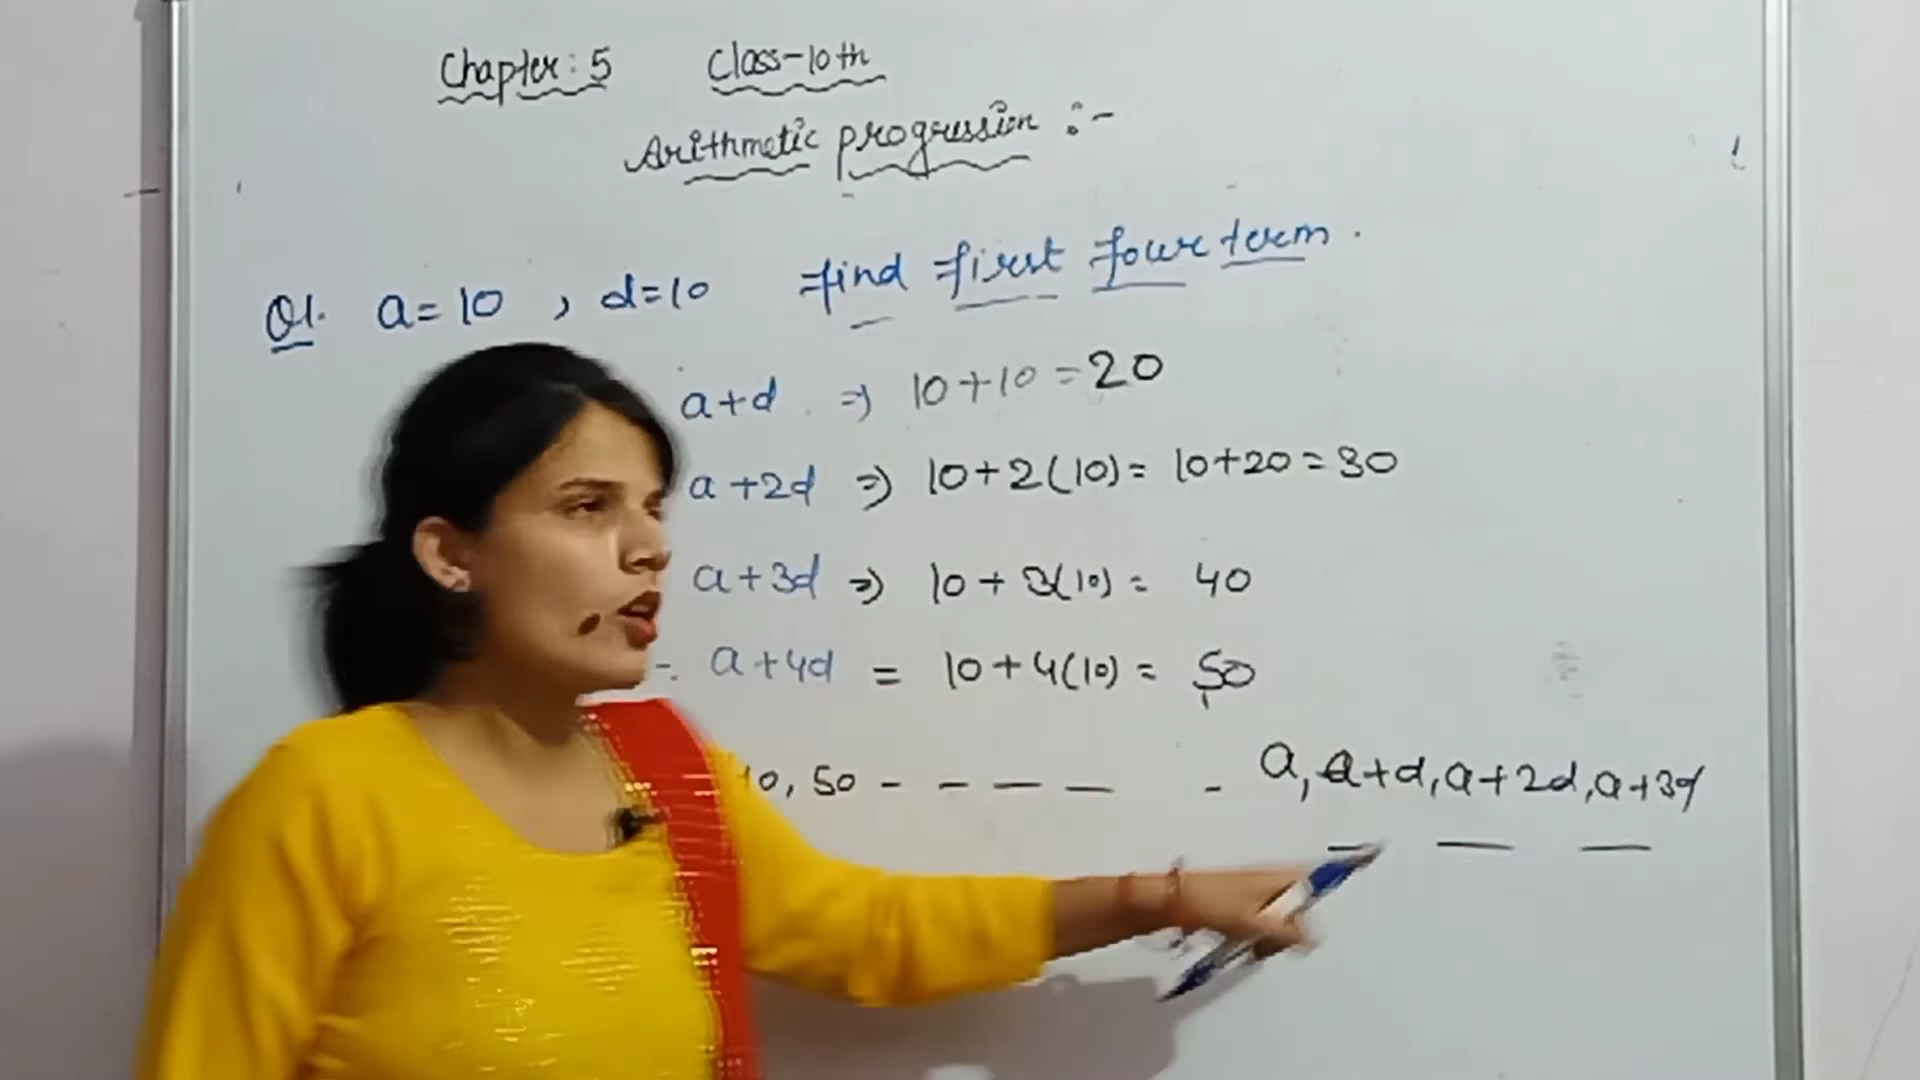 Chapter: 5 Class-10th
Arithmetic progression :-
Q1. a=10 , d=10 find first four term.
a+d => 10+10=20
a+2d => 10+2(10)= 10+20=30
a+3d => 10+3(10)= 40
a+4d = 10+4(10)= 50
10, 50 - - - - - a, a+d, a+2d, a+3d